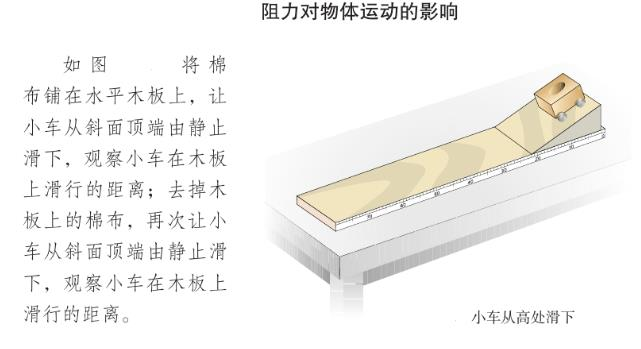 阻力对物体运动的影响
如图 将棉
布铺在水平木板上，让
小车从斜面顶端由静止
滑下，观察小车在木板
上滑行的距离；去掉木
板上的棉布，再次让小
车从斜面顶端由静止滑
下，观察小车在木板上
滑行的距离。
小车从高处滑下